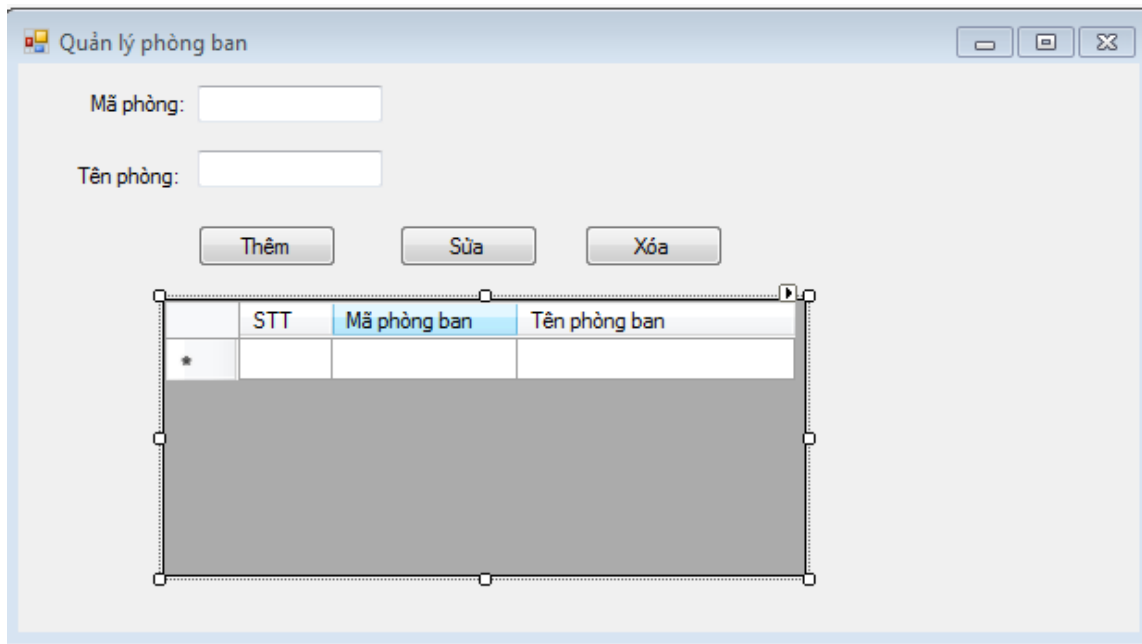 Quản lý phòng ban
Mã phòng:
Tên phòng:
Thêm Sửa Xóa
STT Mã phòng ban Tên phòng ban
*